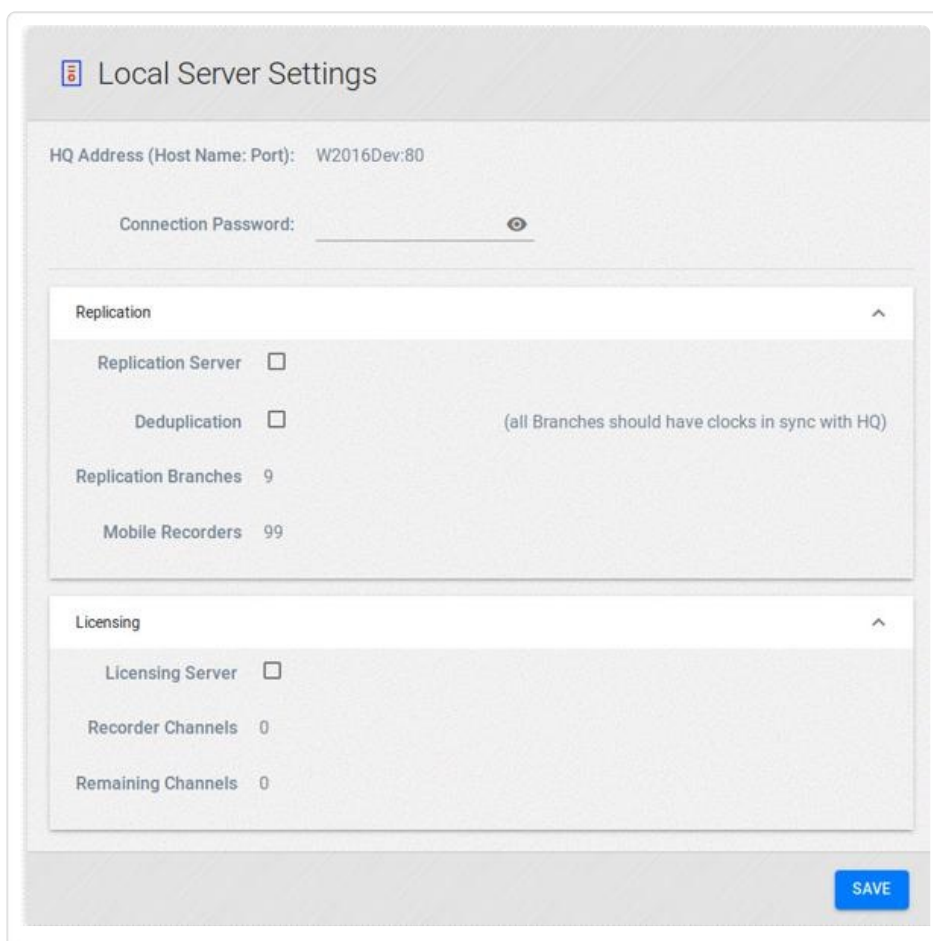 Local Server Settings
HQ Address (Host Name: Port): W2016Dev:80
Connection Password:
Replication
Replication Server
Deduplication (all Branches should have clocks in sync with HQ)
Replication Branches 9
Mobile Recorders 99
Licensing
Licensing Server
Recorder Channels 0
Remaining Channels 0
SAVE